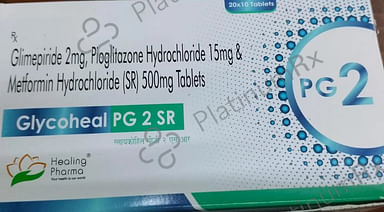 20x10 Tablets
Rx
Glimepiride 2mg, Pioglitazone Hydrochloride 15mg &
Metformin Hydrochloride (SR) 500mg Tablets
PG 2
Glycoheal PG 2 SR
Healing
Pharma
Platinum Rx